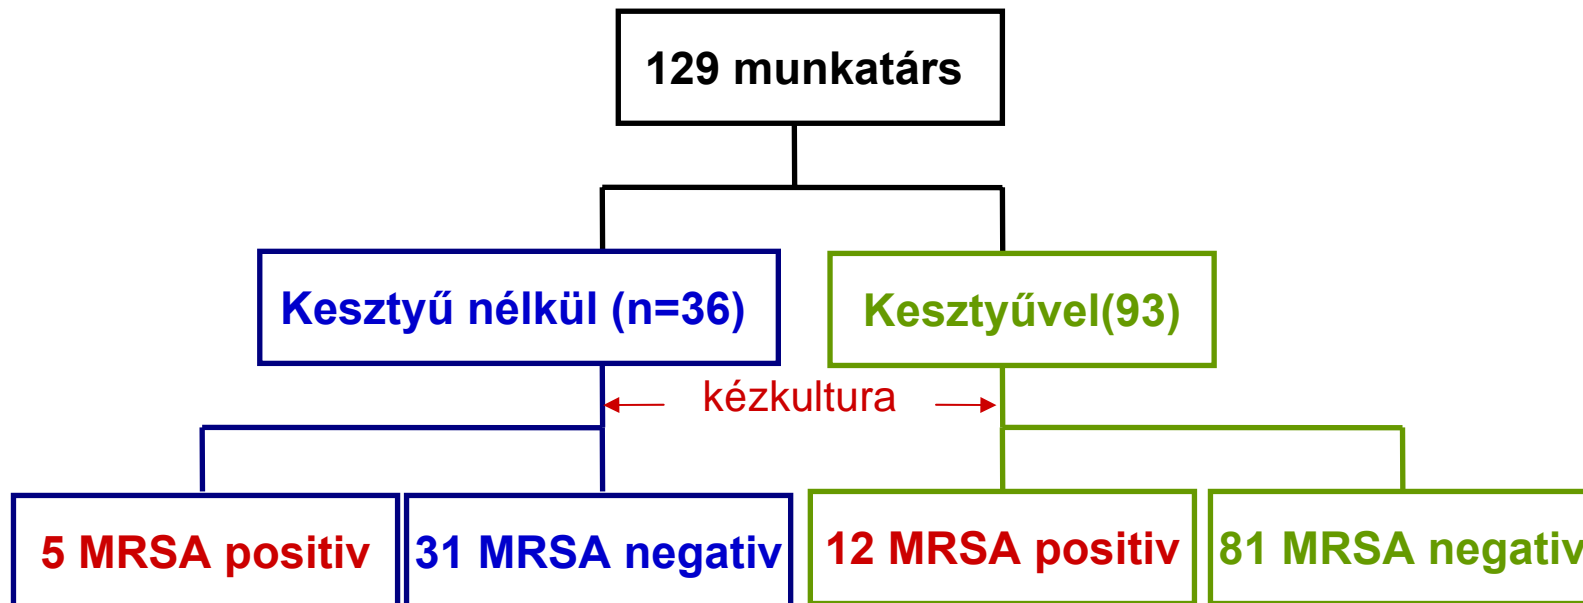 129 munkatárs
Kesztyű nélkül (n=36)
Kesztyűvel(93)
kézkultura
5 MRSA positiv
31 MRSA negativ
12 MRSA positiv
81 MRSA negativ